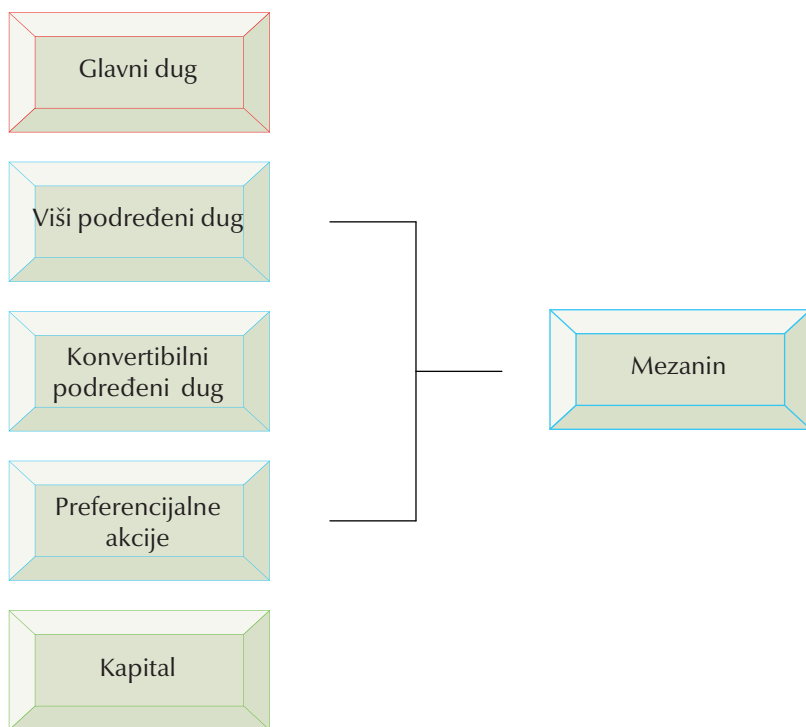 Glavni dug
Viši podređeni dug
Konvertibilni
podređeni dug
Mezanin
Preferencijalne
akcije
Kapital